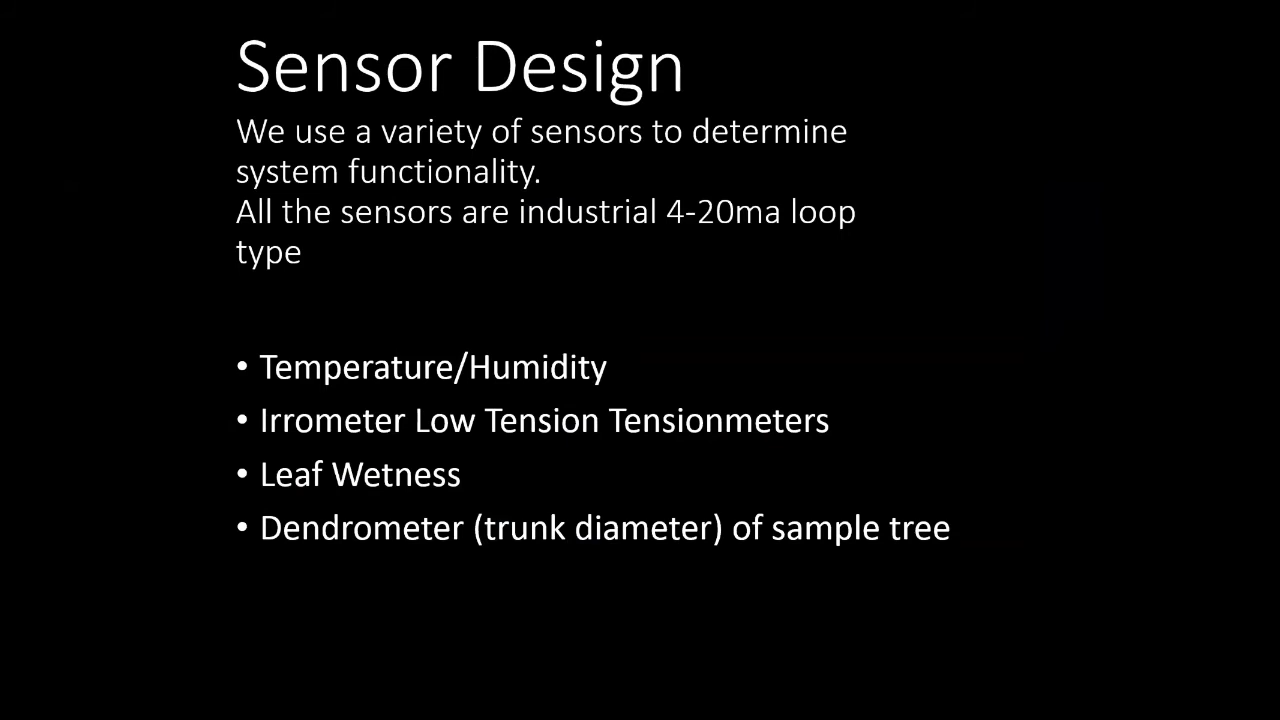 Sensor Design
We use a variety of sensors to determine
system functionality.
All the sensors are industrial 4-20ma loop
type
• Temperature/Humidity
• Irrometer Low Tension Tensionmeters
• Leaf Wetness
• Dendrometer (trunk diameter) of sample tree